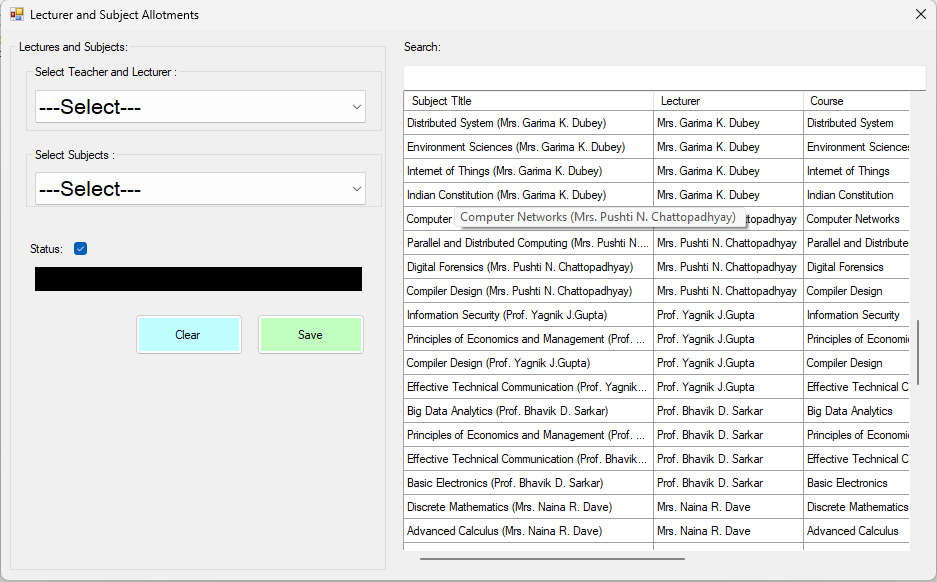 Lecturer and Subject Allotments
Lectures and Subjects:
Select Teacher and Lecturer :
---Select---
Select Subjects :
---Select---
Status:
Clear
Save
Search:
Subject TItle Lecturer Course
Distributed System (Mrs. Garima K. Dubey) Mrs. Garima K. Dubey Distributed System
Environment Sciences (Mrs. Garima K. Dubey) Mrs. Garima K. Dubey Environment Sciences
Internet of Things (Mrs. Garima K. Dubey) Mrs. Garima K. Dubey Internet of Things
Indian Constitution (Mrs. Garima K. Dubey) Mrs. Garima K. Dubey Indian Constitution
Computer Computer Networks (Mrs. Pushti N. Chattopadhyay) ttopadhyay Computer Networks
Parallel and Distributed Computing (Mrs. Pushti N.... Mrs. Pushti N. Chattopadhyay Parallel and Distribute
Digital Forensics (Mrs. Pushti N. Chattopadhyay) Mrs. Pushti N. Chattopadhyay Digital Forensics
Compiler Design (Mrs. Pushti N. Chattopadhyay) Mrs. Pushti N. Chattopadhyay Compiler Design
Information Security (Prof. Yagnik J.Gupta) Prof. Yagnik J.Gupta Information Security
Principles of Economics and Management (Prof. ... Prof. Yagnik J.Gupta Principles of Economi
Compiler Design (Prof. Yagnik J.Gupta) Prof. Yagnik J.Gupta Compiler Design
Effective Technical Communication (Prof. Yagnik... Prof. Yagnik J.Gupta Effective Technical C
Big Data Analytics (Prof. Bhavik D. Sarkar) Prof. Bhavik D. Sarkar Big Data Analytics
Principles of Economics and Management (Prof. ... Prof. Bhavik D. Sarkar Principles of Economi
Effective Technical Communication (Prof. Bhavik... Prof. Bhavik D. Sarkar Effective Technical C
Basic Electronics (Prof. Bhavik D. Sarkar) Prof. Bhavik D. Sarkar Basic Electronics
Discrete Mathematics (Mrs. Naina R. Dave) Mrs. Naina R. Dave Discrete Mathematics
Advanced Calculus (Mrs. Naina R. Dave) Mrs. Naina R. Dave Advanced Calculus